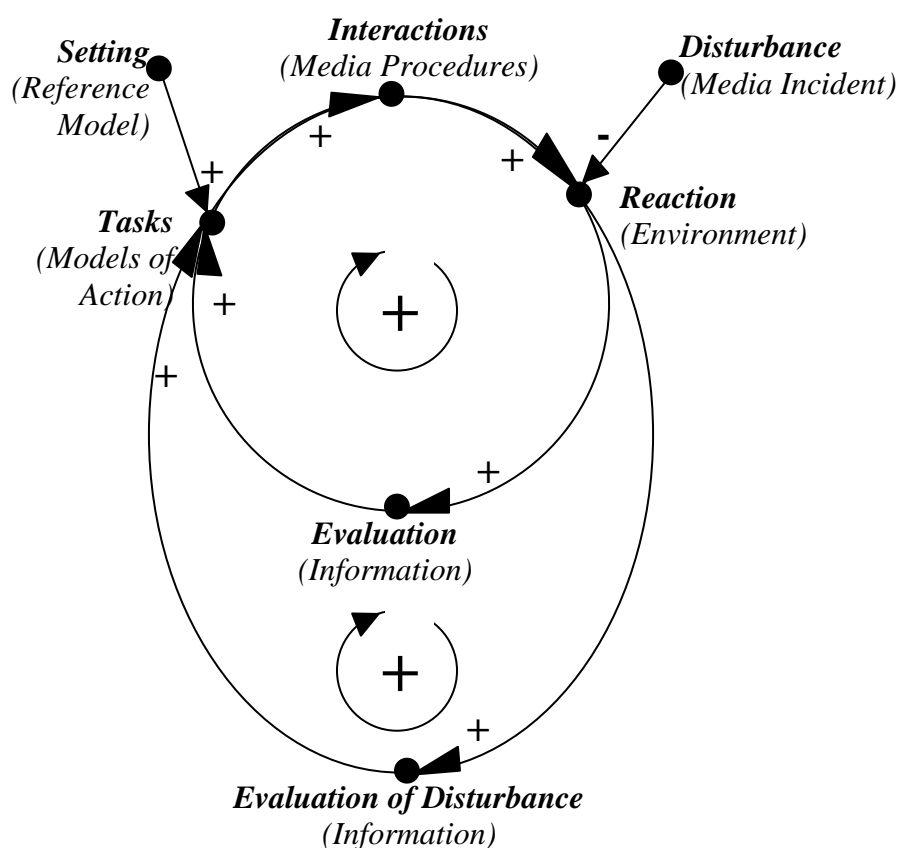 Interactions
(Media Procedures)
Setting
(Reference
Model)
Disturbance
(Media Incident)
+
+
-
+
Tasks
(Models of
Action)
Reaction
(Environment)
+
+
+
+
Evaluation
(Information)
+
+
Evaluation of Disturbance
(Information)